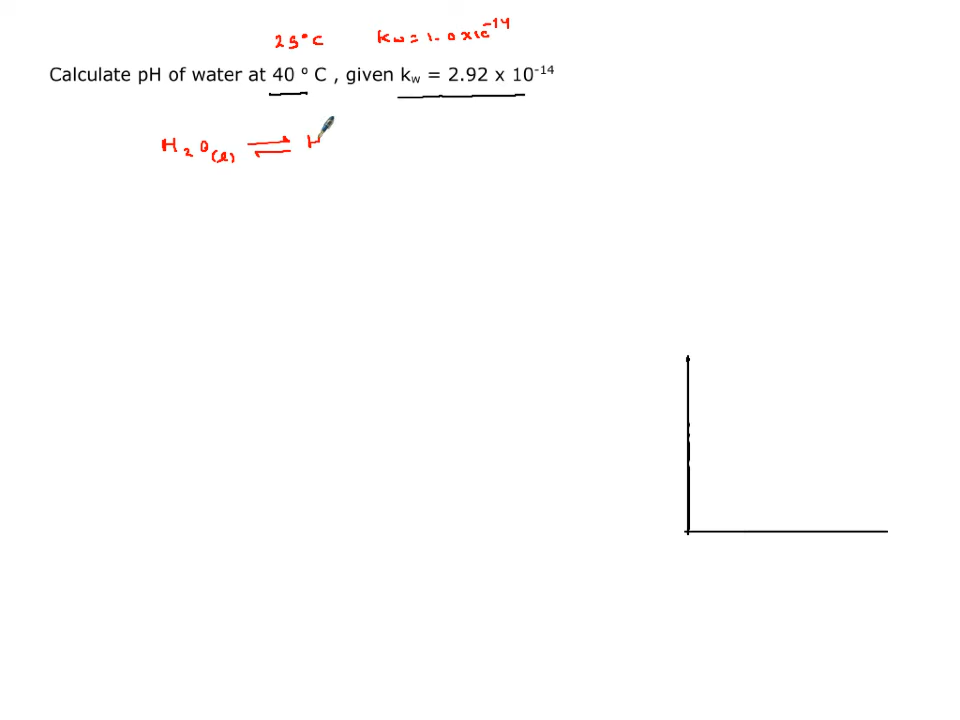 25°C Kw = 1.0 x 10⁻¹⁴
Calculate pH of water at 40 º C , given kw = 2.92 x 10⁻¹⁴
H₂O(l) ⇌ H